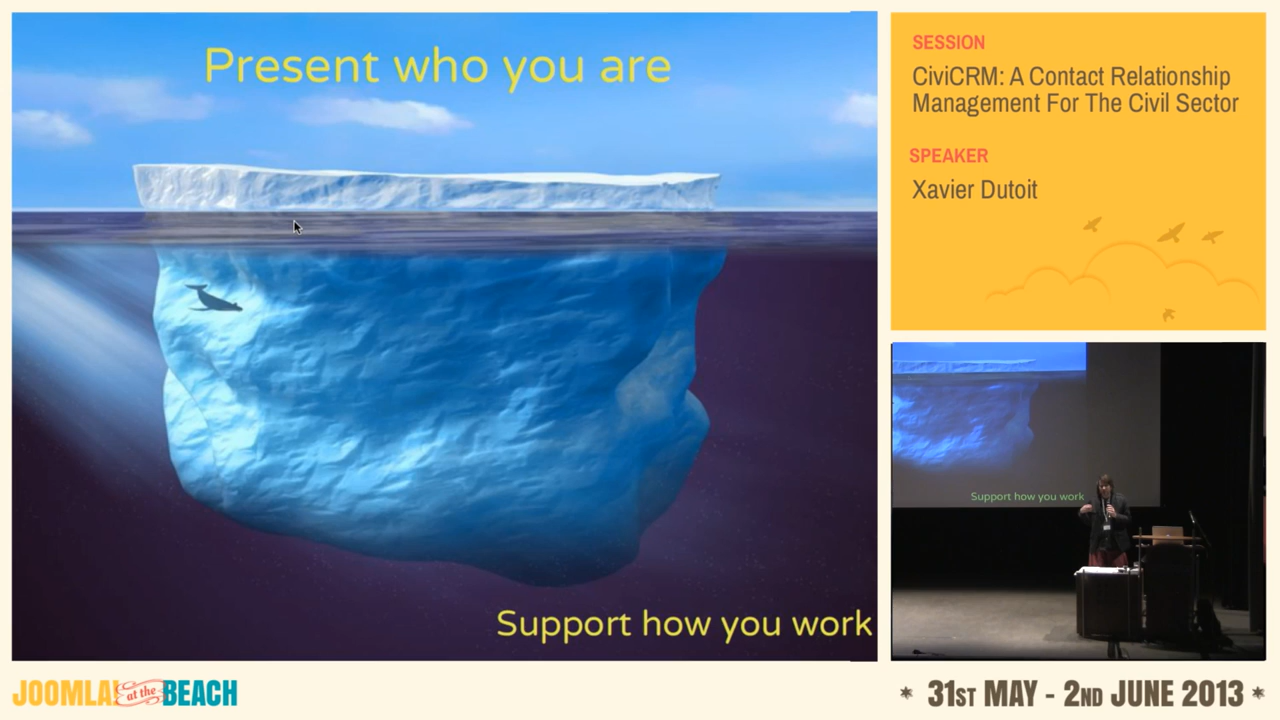 Present who you are
Support how you work
SESSION
CiviCRM: A Contact Relationship
Management For The Civil Sector
SPEAKER
Xavier Dutoit
Support how you work
JOOMLA! at the BEACH
* 31ST MAY - 2ND JUNE 2013 *